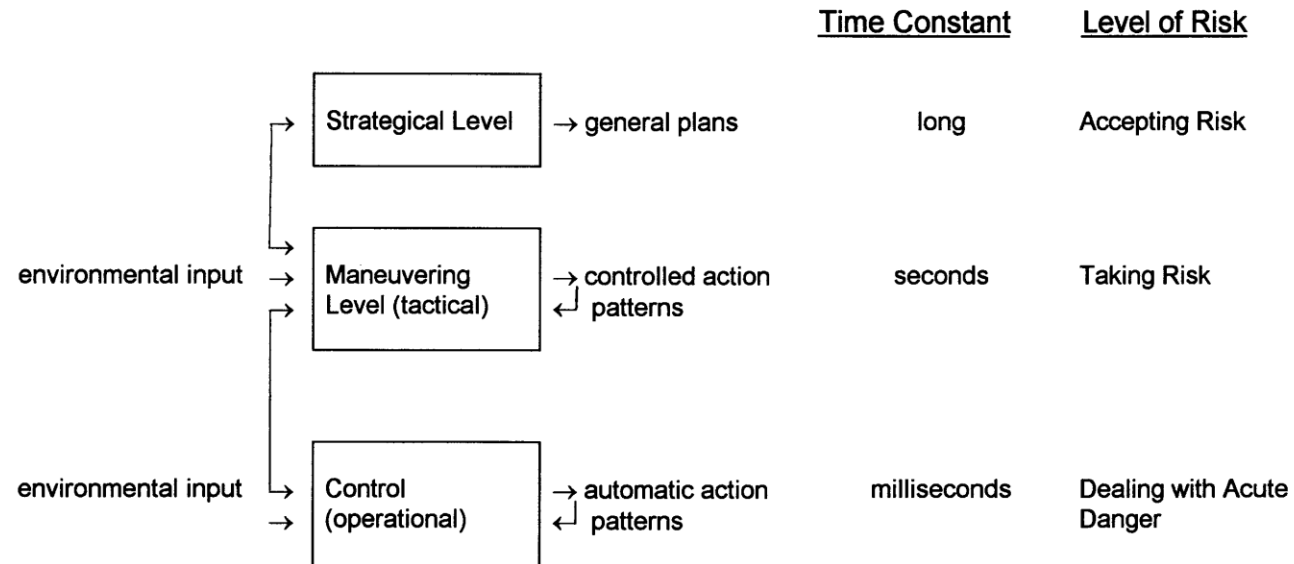 Time Constant Level of Risk
Strategical Level → general plans long Accepting Risk
environmental input → Maneuvering → controlled action seconds Taking Risk
Level (tactical) patterns
environmental input Control → automatic action milliseconds Dealing with Acute
(operational) patterns Danger